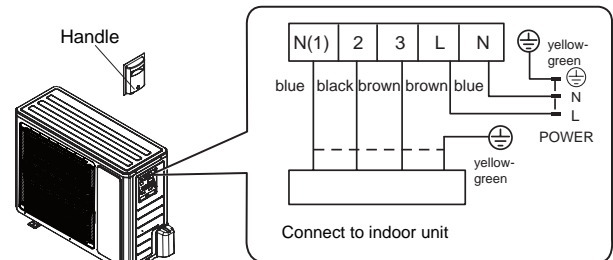 Handle
N(1) 2 3 L N
yellow-
green
blue black brown brown blue
N
L
POWER
yellow-
green
Connect to indoor unit